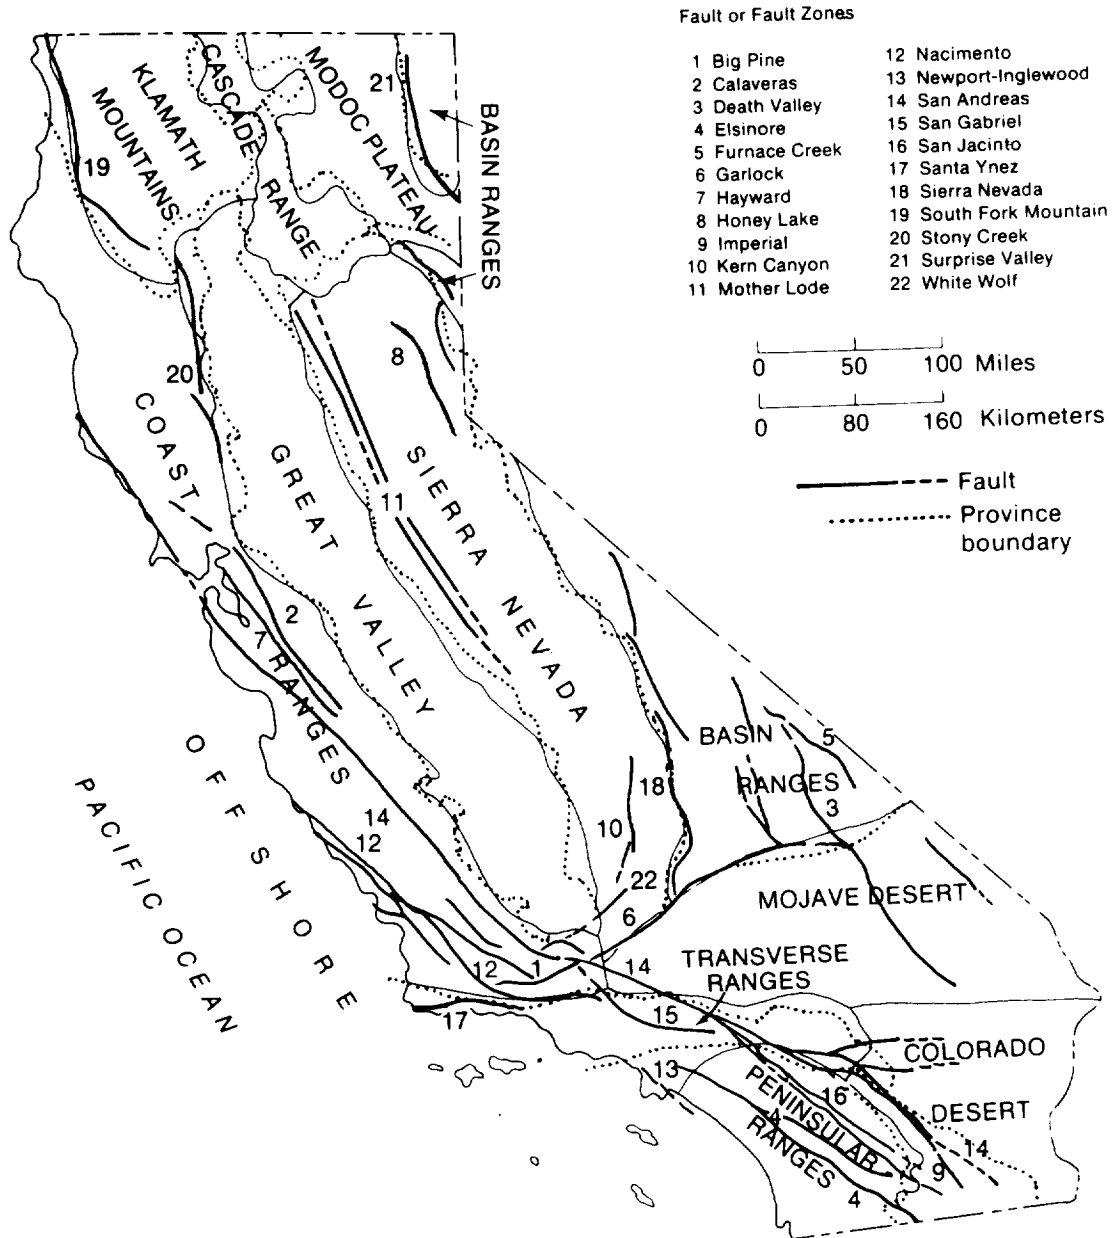 Fault or Fault Zones
1 Big Pine
2 Calaveras
3 Death Valley
4 Elsinore
5 Furnace Creek
6 Garlock
7 Hayward
8 Honey Lake
9 Imperial
10 Kern Canyon
11 Mother Lode
12 Nacimento
13 Newport-Inglewood
14 San Andreas
15 San Gabriel
16 San Jacinto
17 Santa Ynez
18 Sierra Nevada
19 South Fork Mountain
20 Stony Creek
21 Surprise Valley
22 White Wolf
0 50 100 Miles
0 80 160 Kilometers
Fault
Province
boundary
KLAMATH
MOUNTAINS
CASCADE
RANGE
MODOC PLATEAU
BASIN RANGES
21
19
20
8
COAST
RANGES
GREAT
VALLEY
SIERRA
NEVADA
11
2
7
BASIN
RANGES
5
3
18
10
14
12
22
6
MOJAVE DESERT
OFFSHORE
PACIFIC OCEAN
12
1
14
TRANSVERSE
RANGES
17
15
13
COLORADO
DESERT
PENINSULAR
RANGES
16
4
14
9
4